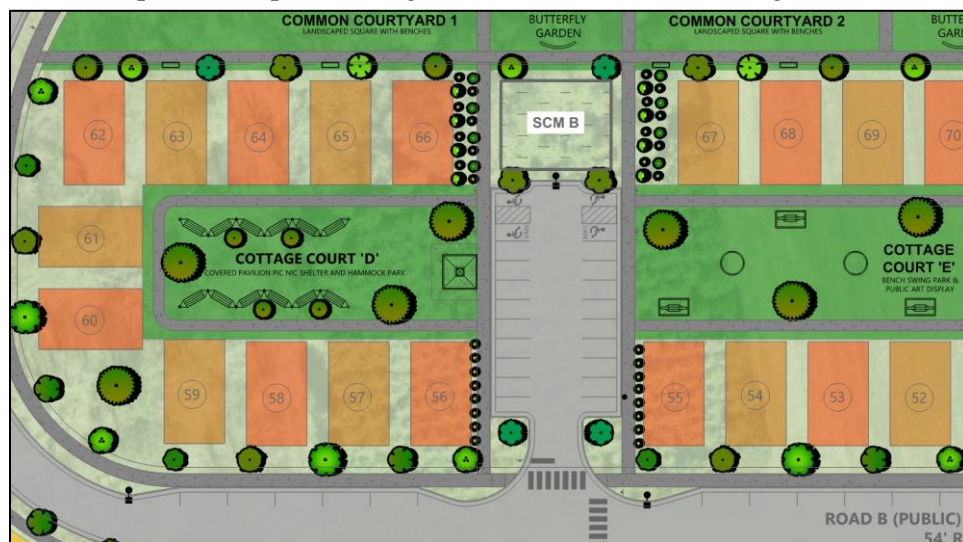 COMMON COURTYARD 1
LANDSCAPED SQUARE WITH BENCHES
BUTTERFLY
GARDEN
COMMON COURTYARD 2
LANDSCAPED SQUARE WITH BENCHES
62
63
64
65
66
SCM B
67
68
69
70
61
COTTAGE COURT 'D'
COVERED PAVILION PIC NIC SHELTER AND HAMMOCK PARK
VAN
VAN
COTTAGE
COURT 'E'
BENCH SWING PARK &
PUBLIC ART DISPLAY
60
59
58
57
56
55
54
53
52
ROAD B (PUBLIC)